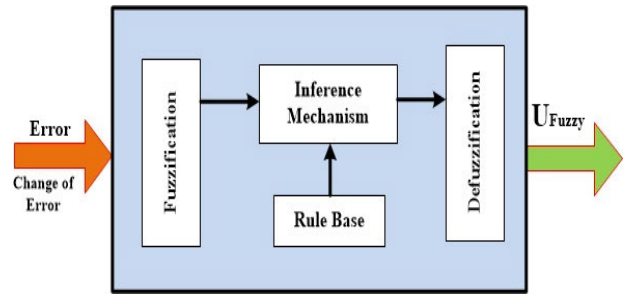 Error
Change of
Error
Fuzzification
Inference
Mechanism
Rule Base
Defuzzification
UFuzzy